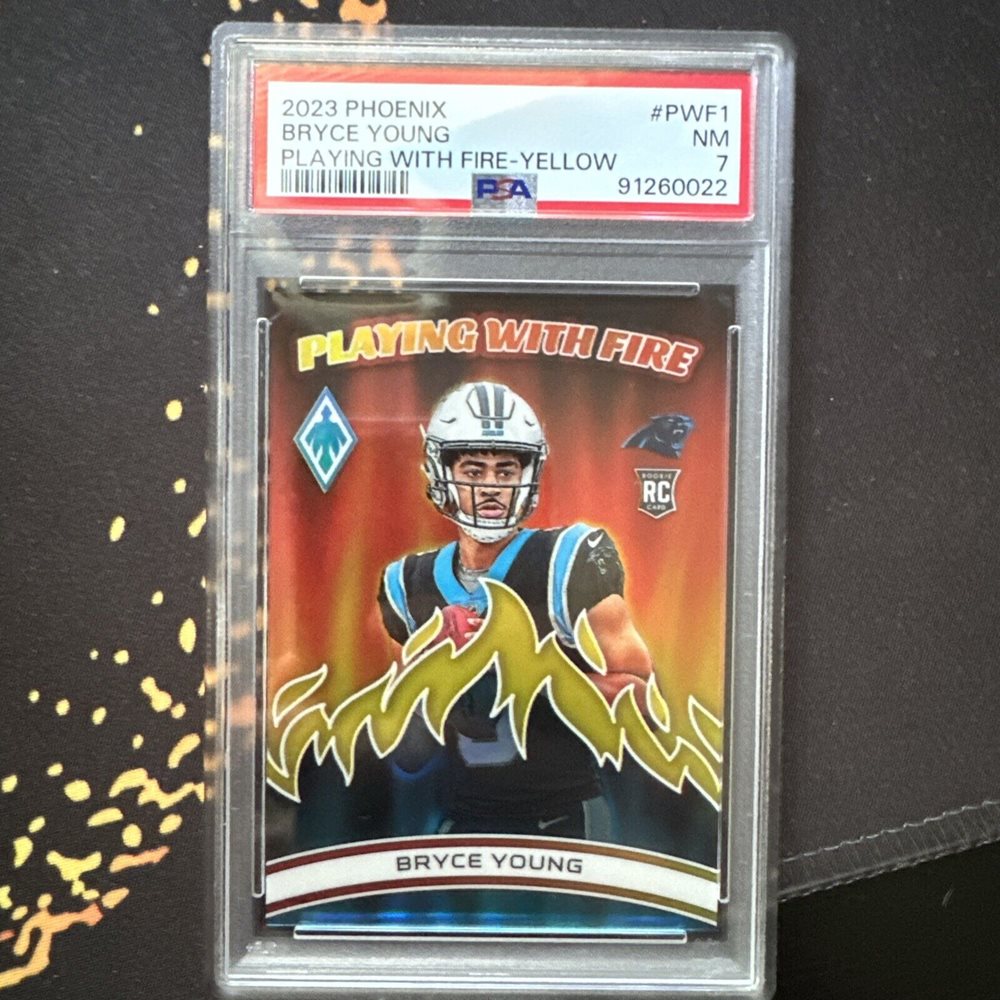 2023 PHOENIX #PWF1
BRYCE YOUNG NM
PLAYING WITH FIRE-YELLOW 7
PSA 91260022
PLAYING WITH FIRE
ROOKIE
RC
CARD
BRYCE YOUNG